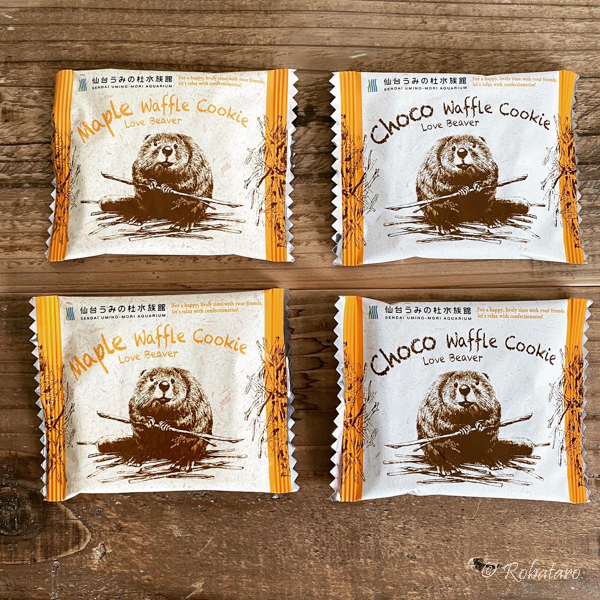 仙台うみの杜水族館
SENDAI UMINO-MORI AQUARIUM
For a happy, lively time with your friends,
let's relax with confectionaries!
Maple Waffle Cookie
Love Beaver
仙台うみの杜水族館
SENDAI UMINO-MORI AQUARIUM
For a happy, lively time with your friends,
let's relax with confectionaries!
Choco Waffle Cookie
Love Beaver
仙台うみの杜水族館
SENDAI UMINO-MORI AQUARIUM
For a happy, lively time with your friends,
let's relax with confectionaries!
Maple Waffle Cookie
Love Beaver
仙台うみの杜水族館
SENDAI UMINO-MORI AQUARIUM
For a happy, lively time with your friends,
let's relax with confectionaries!
Choco Waffle Cookie
Love Beaver
© Robataro